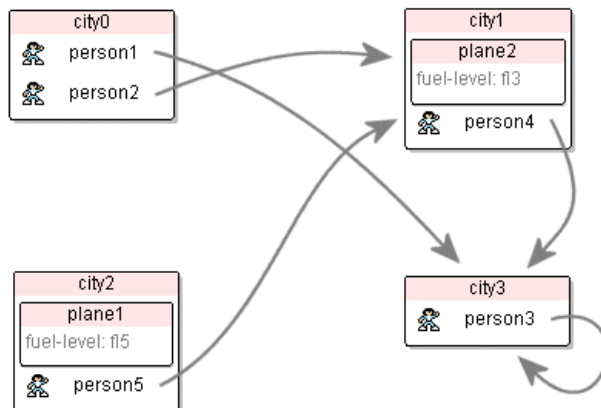 city0
person1
person2
city1
plane2
fuel-level: fl3
person4
city2
plane1
fuel-level: fl5
person5
city3
person3